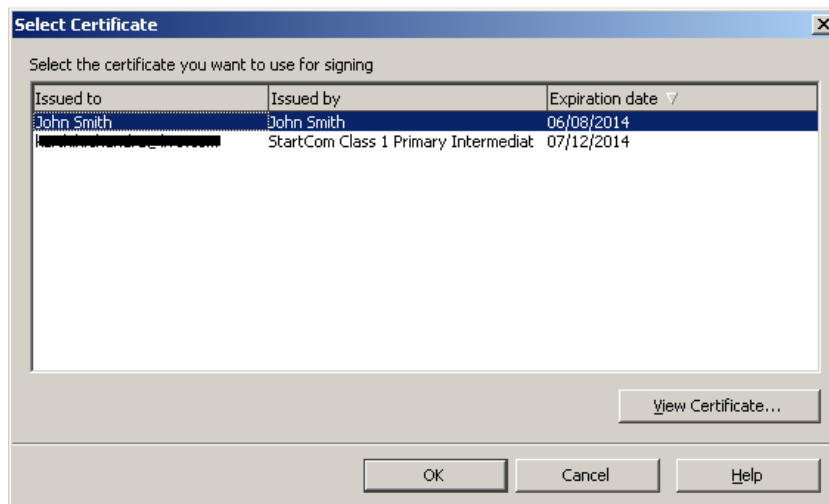 Select Certificate
Select the certificate you want to use for signing
Issued to Issued by Expiration date
John Smith John Smith 06/08/2014
StartCom Class 1 Primary Intermediat 07/12/2014
View Certificate...
OK Cancel Help